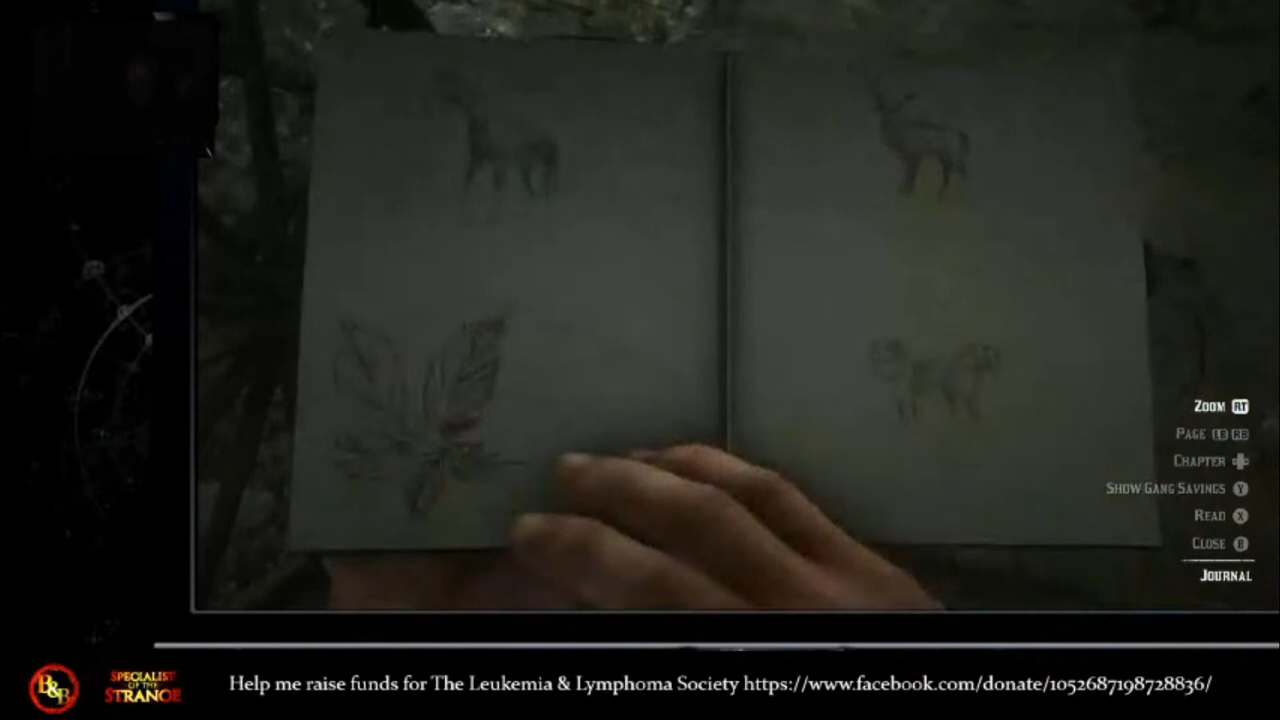 ZOOM RT
PAGE LB RB
CHAPTER
SHOW GANG SAVINGS Y
READ X
CLOSE B
JOURNAL
B&B
SPECIALIST
OF THE
STRANGE
Help me raise funds for The Leukemia & Lymphoma Society https://www.facebook.com/donate/1052687198728836/